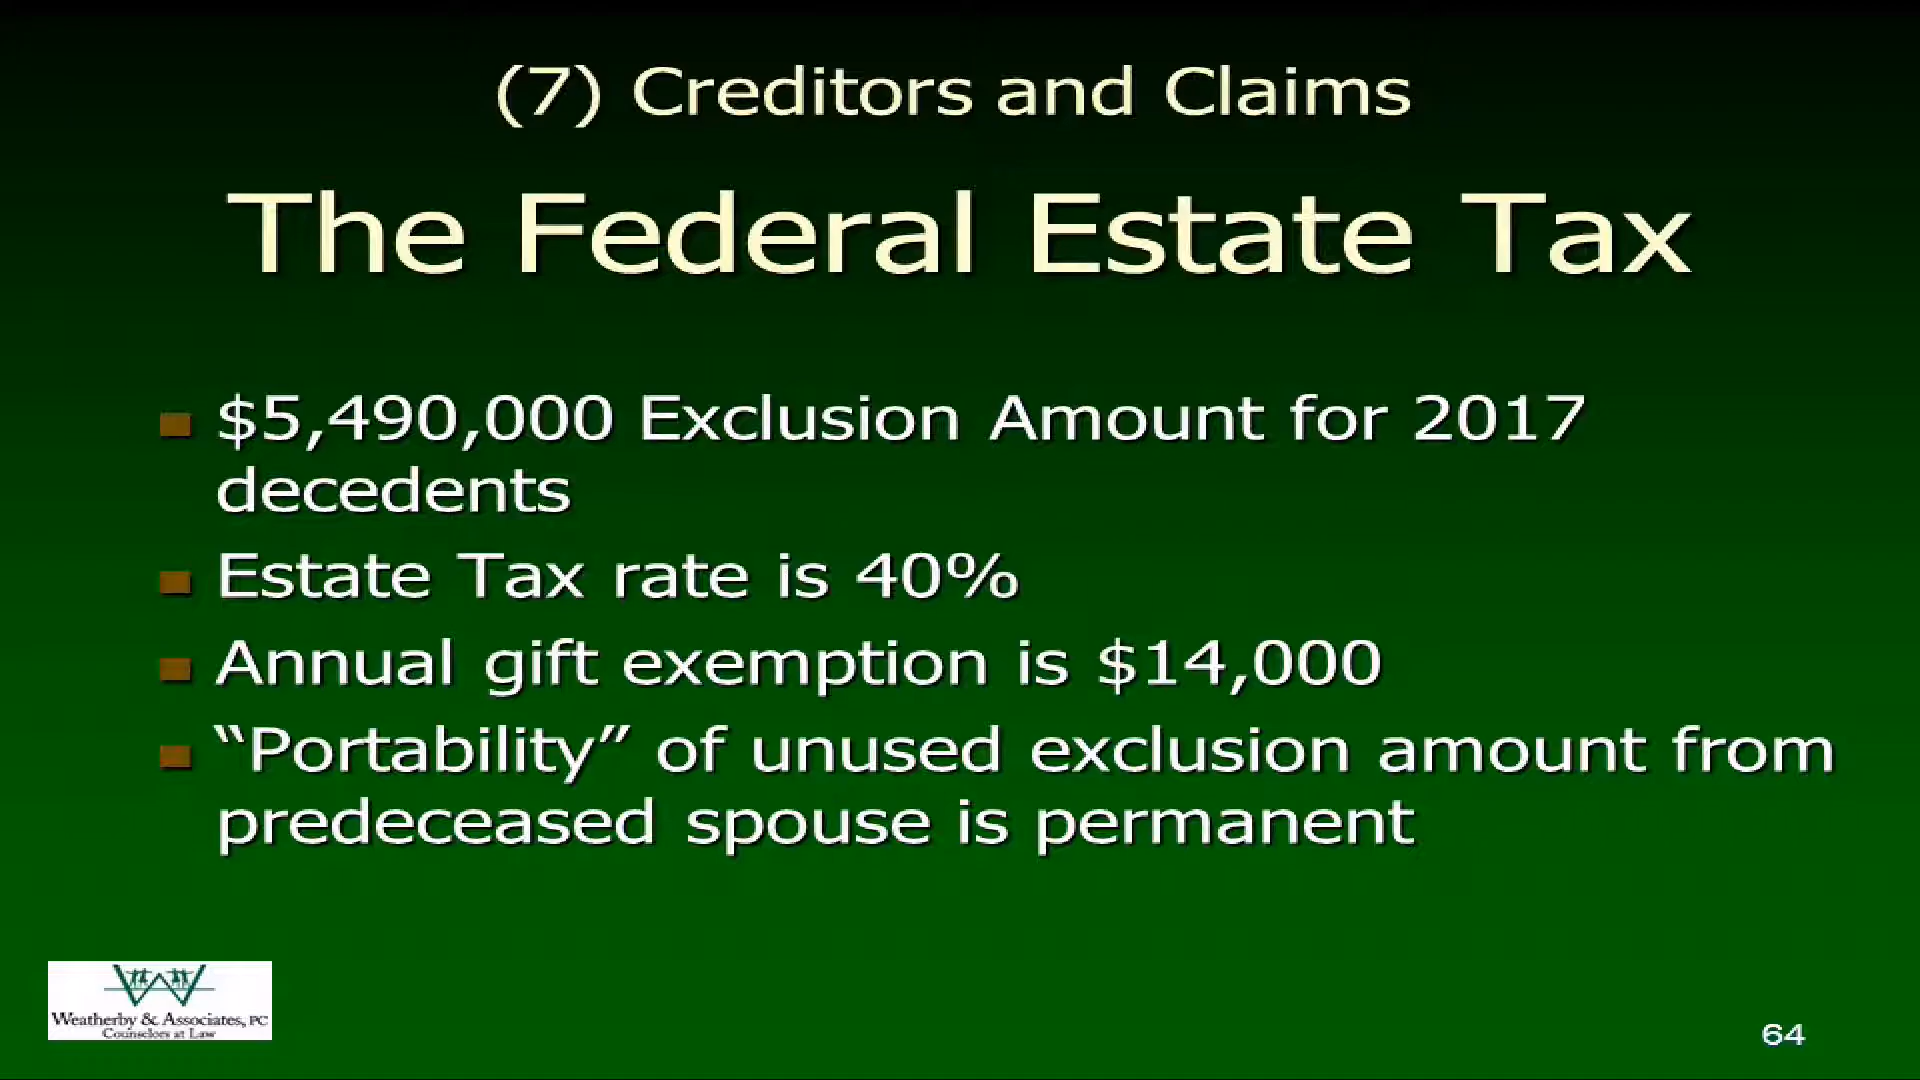 (7) Creditors and Claims
The Federal Estate Tax
$5,490,000 Exclusion Amount for 2017
decedents
Estate Tax rate is 40%
Annual gift exemption is $14,000
“Portability” of unused exclusion amount from
predeceased spouse is permanent
Weatherby & Associates, PC
Counselors at Law
64